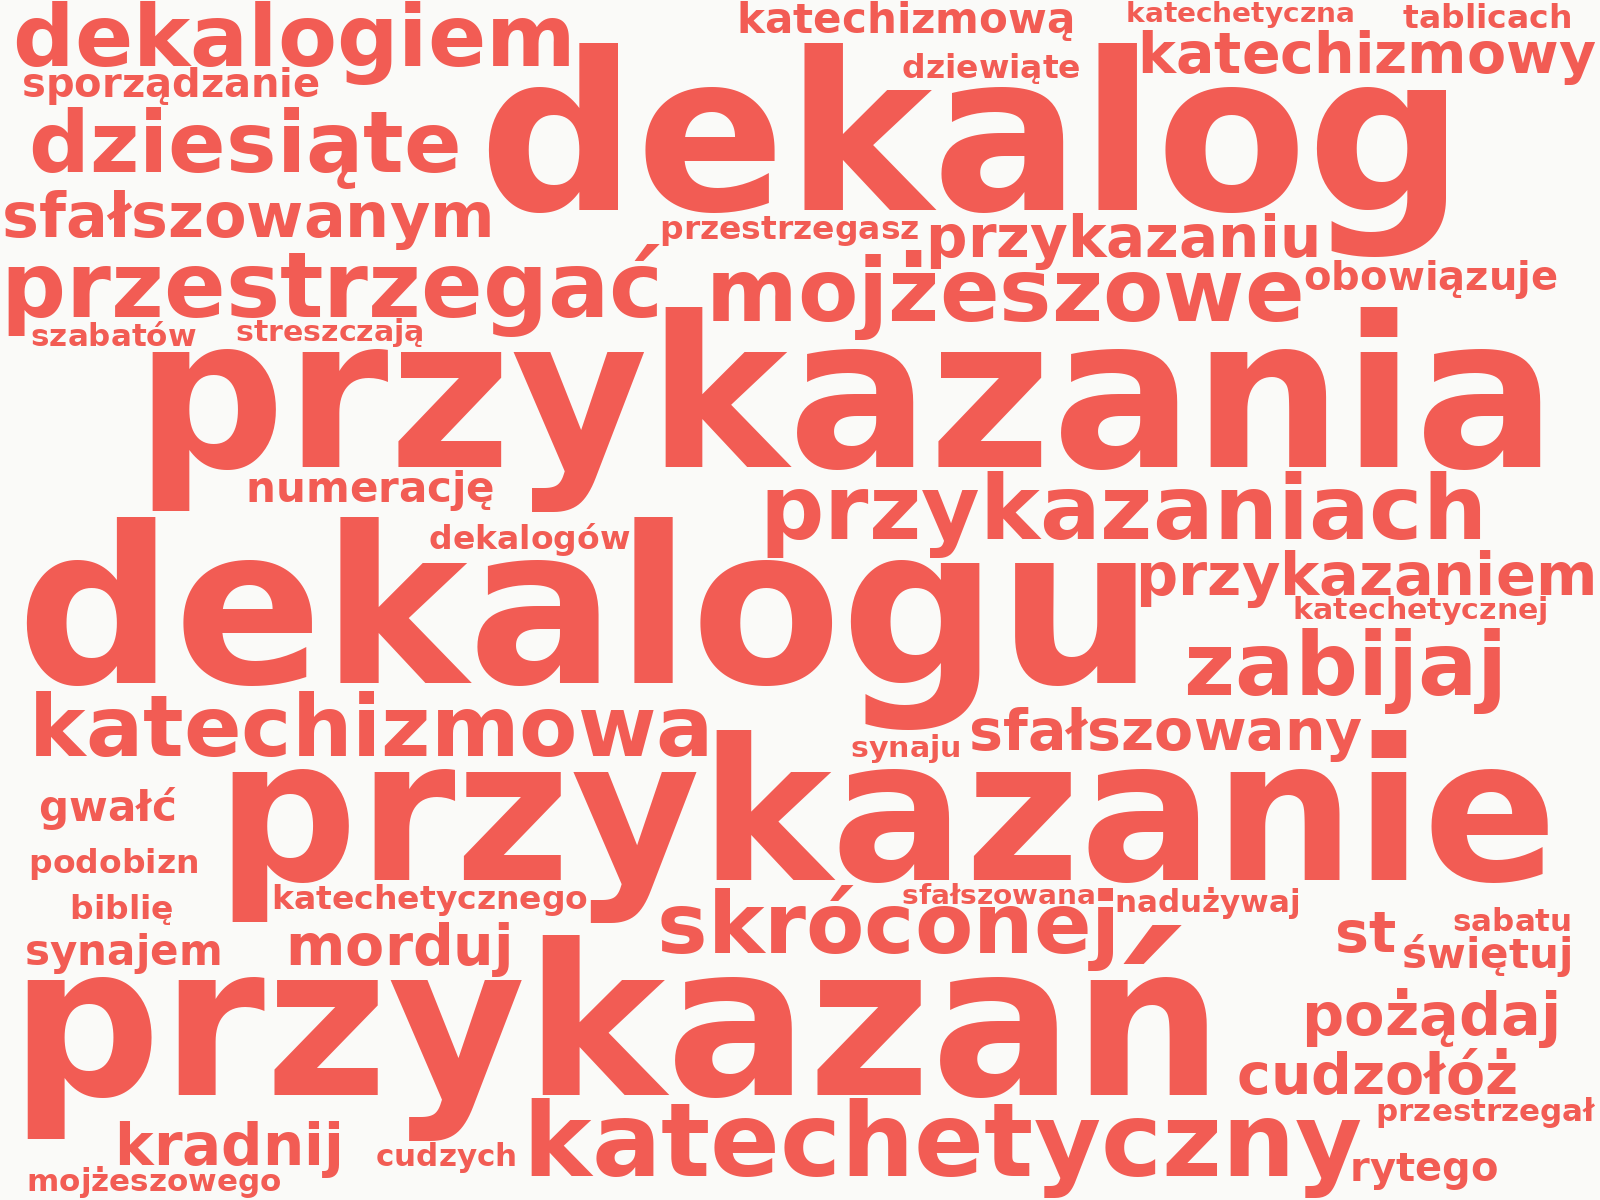 dekalogiem
katechizmową
katechetyczna
tablicach
katechizmowy
sporządzanie
dziewiąte
dziesiąte
dekalog
sfałszowanym
przestrzegasz
przykazaniu
przestrzegać
mojżeszowe
obowiązuje
szabatów
streszczają
przykazania
numerację
przykazaniach
dekalogów
dekalogu
przykazaniem
katechetycznej
zabijaj
katechizmowa
sfałszowany
synaju
przykazanie
gwałć
podobizn
biblię
katechetycznego
skróconej
sfałszowana
nadużywaj
st
sabatu
synajem
morduj
świętuj
przykazań
pożądaj
cudzołóż
przestrzegał
kradnij
cudzych
katechetyczny
rytego
mojżeszowego